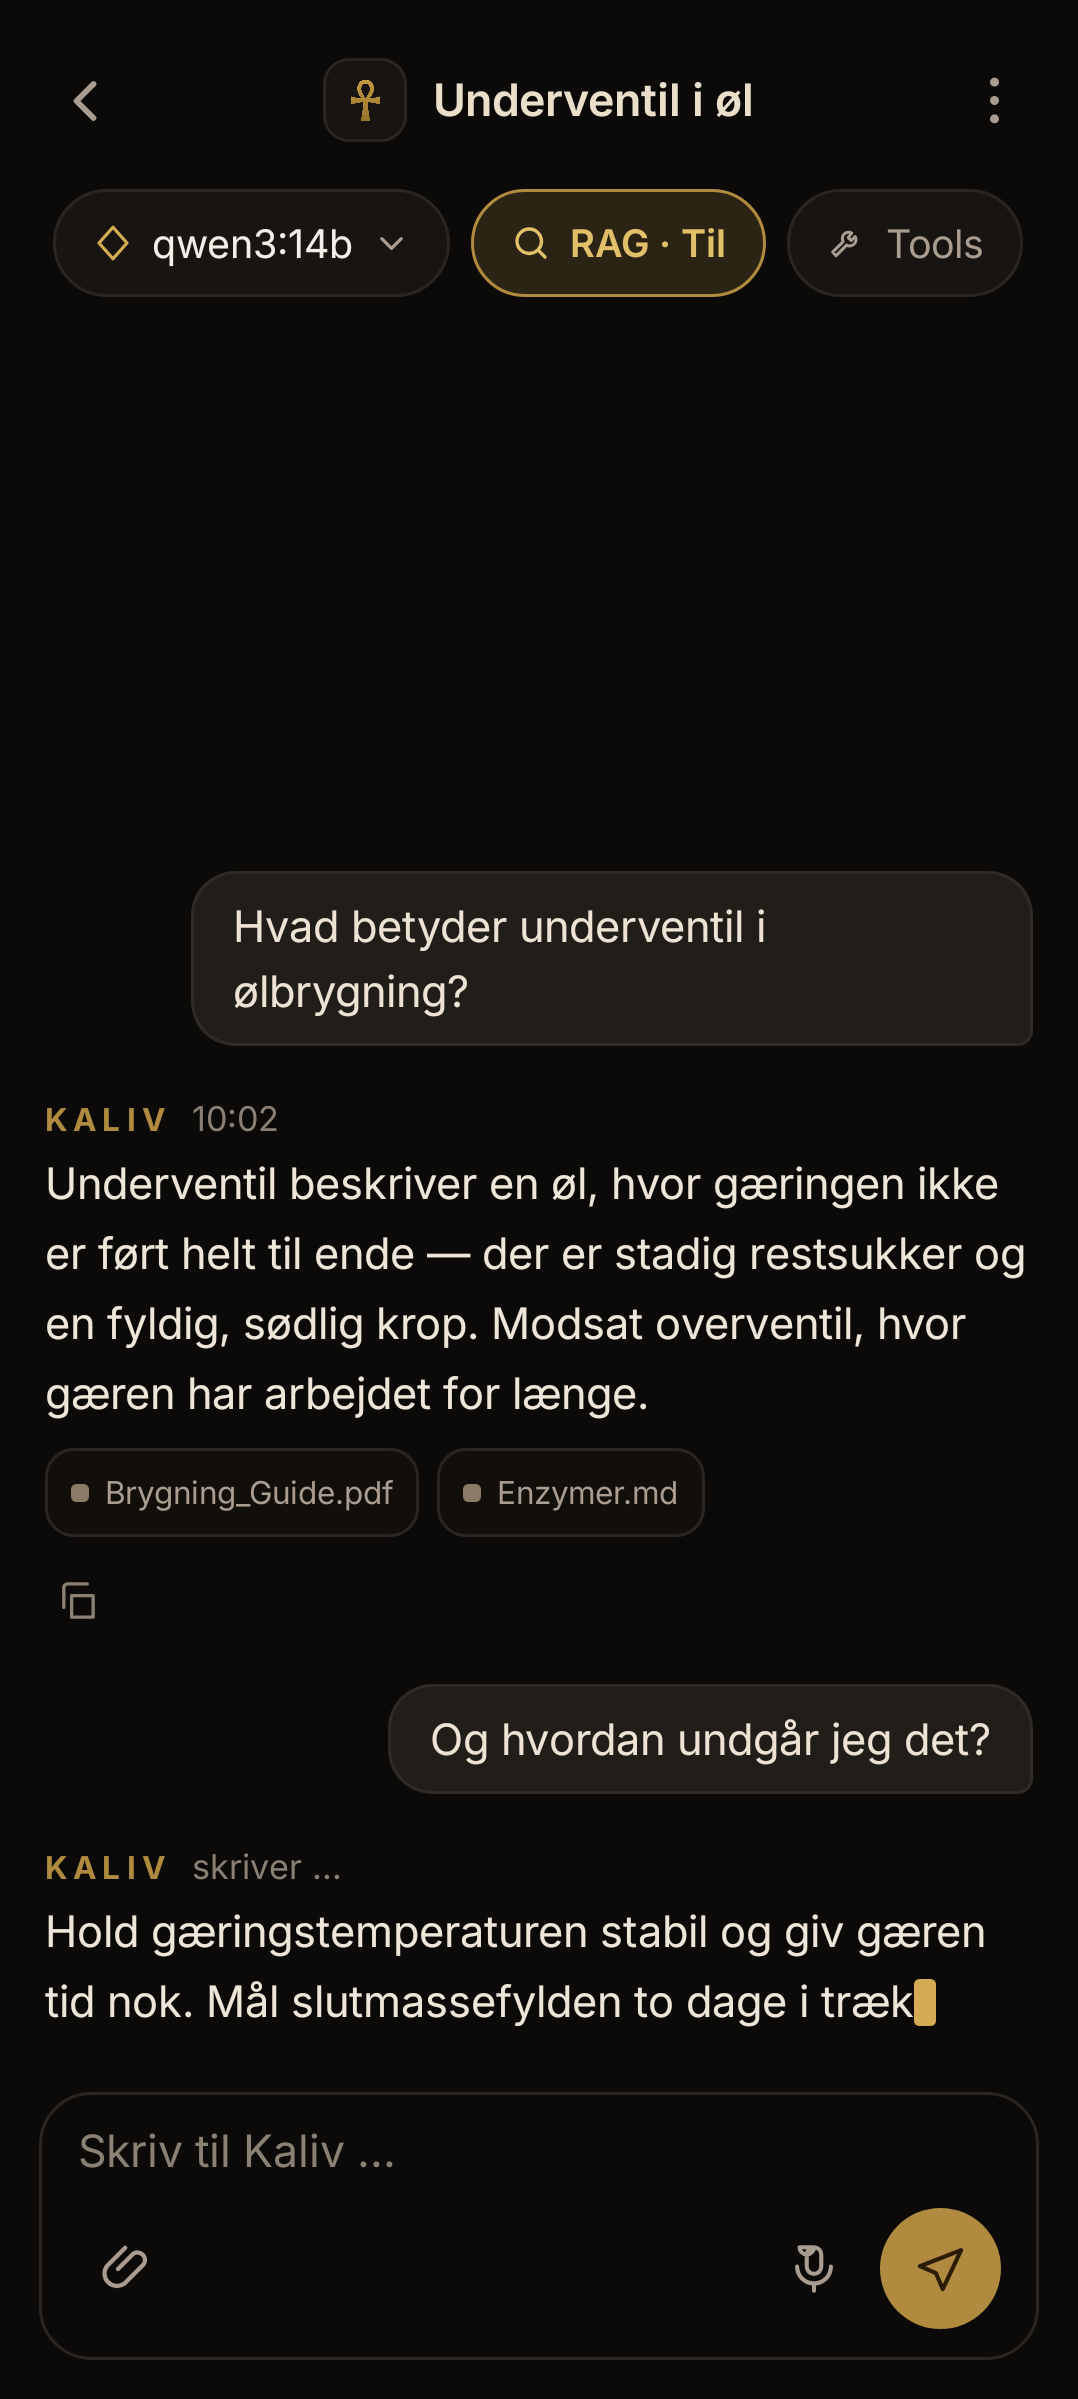 Underventil i øl
qwen3:14b
RAG · Til
Tools
Hvad betyder underventil i
ølbrygning?
KALIV 10:02
Underventil beskriver en øl, hvor gæringen ikke
er ført helt til ende — der er stadig restsukker og
en fyldig, sødlig krop. Modsat overventil, hvor
gæren har arbejdet for længe.
Brygning_Guide.pdf
Enzymer.md
Og hvordan undgår jeg det?
KALIV skriver ...
Hold gæringstemperaturen stabil og giv gæren
tid nok. Mål slutmassefylden to dage i træk
Skriv til Kaliv ...